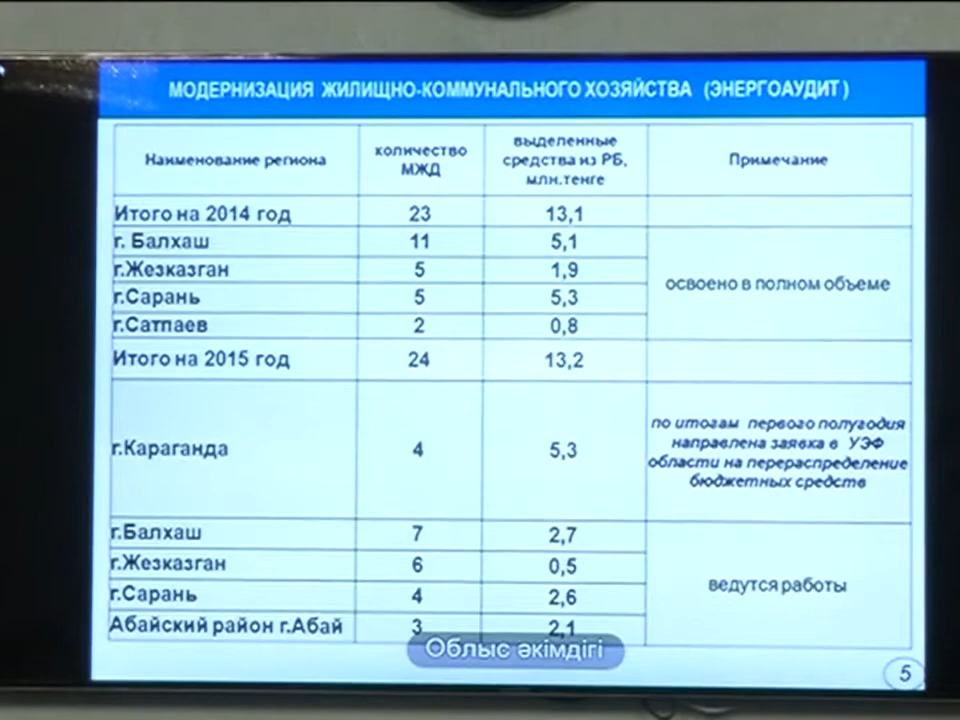 МОДЕРНИЗАЦИЯ ЖИЛИЩНО-КОММУНАЛЬНОГО ХОЗЯЙСТВА (ЭНЕРГОАУДИТ)
Наименование региона
количество
МЖД
выделенные
средства из РБ,
млн.тенге
Примечание
Итого на 2014 год 23 13,1
г. Балхаш 11 5,1
г.Жезказган 5 1,9
освоено в полном объеме
г.Сарань 5 5,3
г.Сатпаев 2 0,8
Итого на 2015 год 24 13,2
г.Караганда 4 5,3
по итогам первого полугодия
направлена заявка в УЭФ
области на перераспределение
бюджетных средств
г.Балхаш 7 2,7
г.Жезказган 6 0,5
ведутся работы
г.Сарань 4 2,6
Абайский район г.Абай 3 2,1
Облыс әкімдігі
5